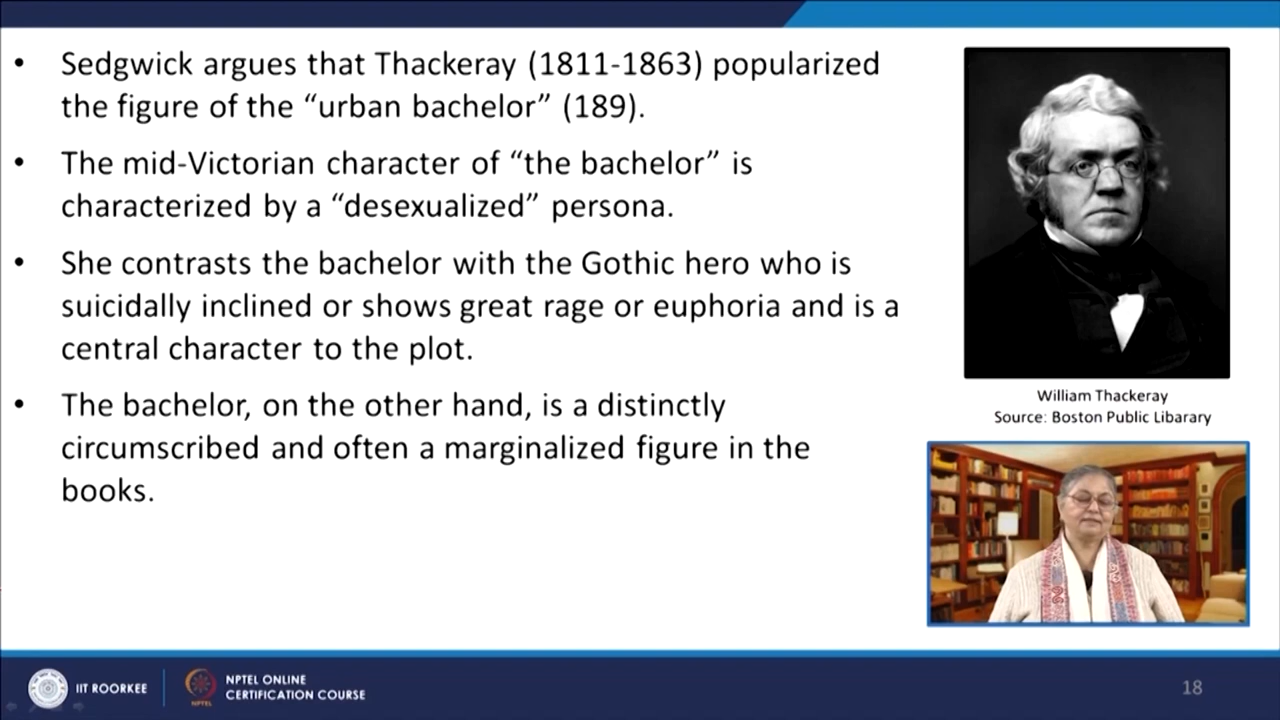 • Sedgwick argues that Thackeray (1811-1863) popularized
the figure of the “urban bachelor” (189).
• The mid-Victorian character of “the bachelor” is
characterized by a “desexualized” persona.
• She contrasts the bachelor with the Gothic hero who is
suicidally inclined or shows great rage or euphoria and is a
central character to the plot.
• The bachelor, on the other hand, is a distinctly
circumscribed and often a marginalized figure in the
books.
William Thackeray
Source: Boston Public Libarary
IIT ROORKEE
NPTEL
NPTEL ONLINE
CERTIFICATION COURSE
18